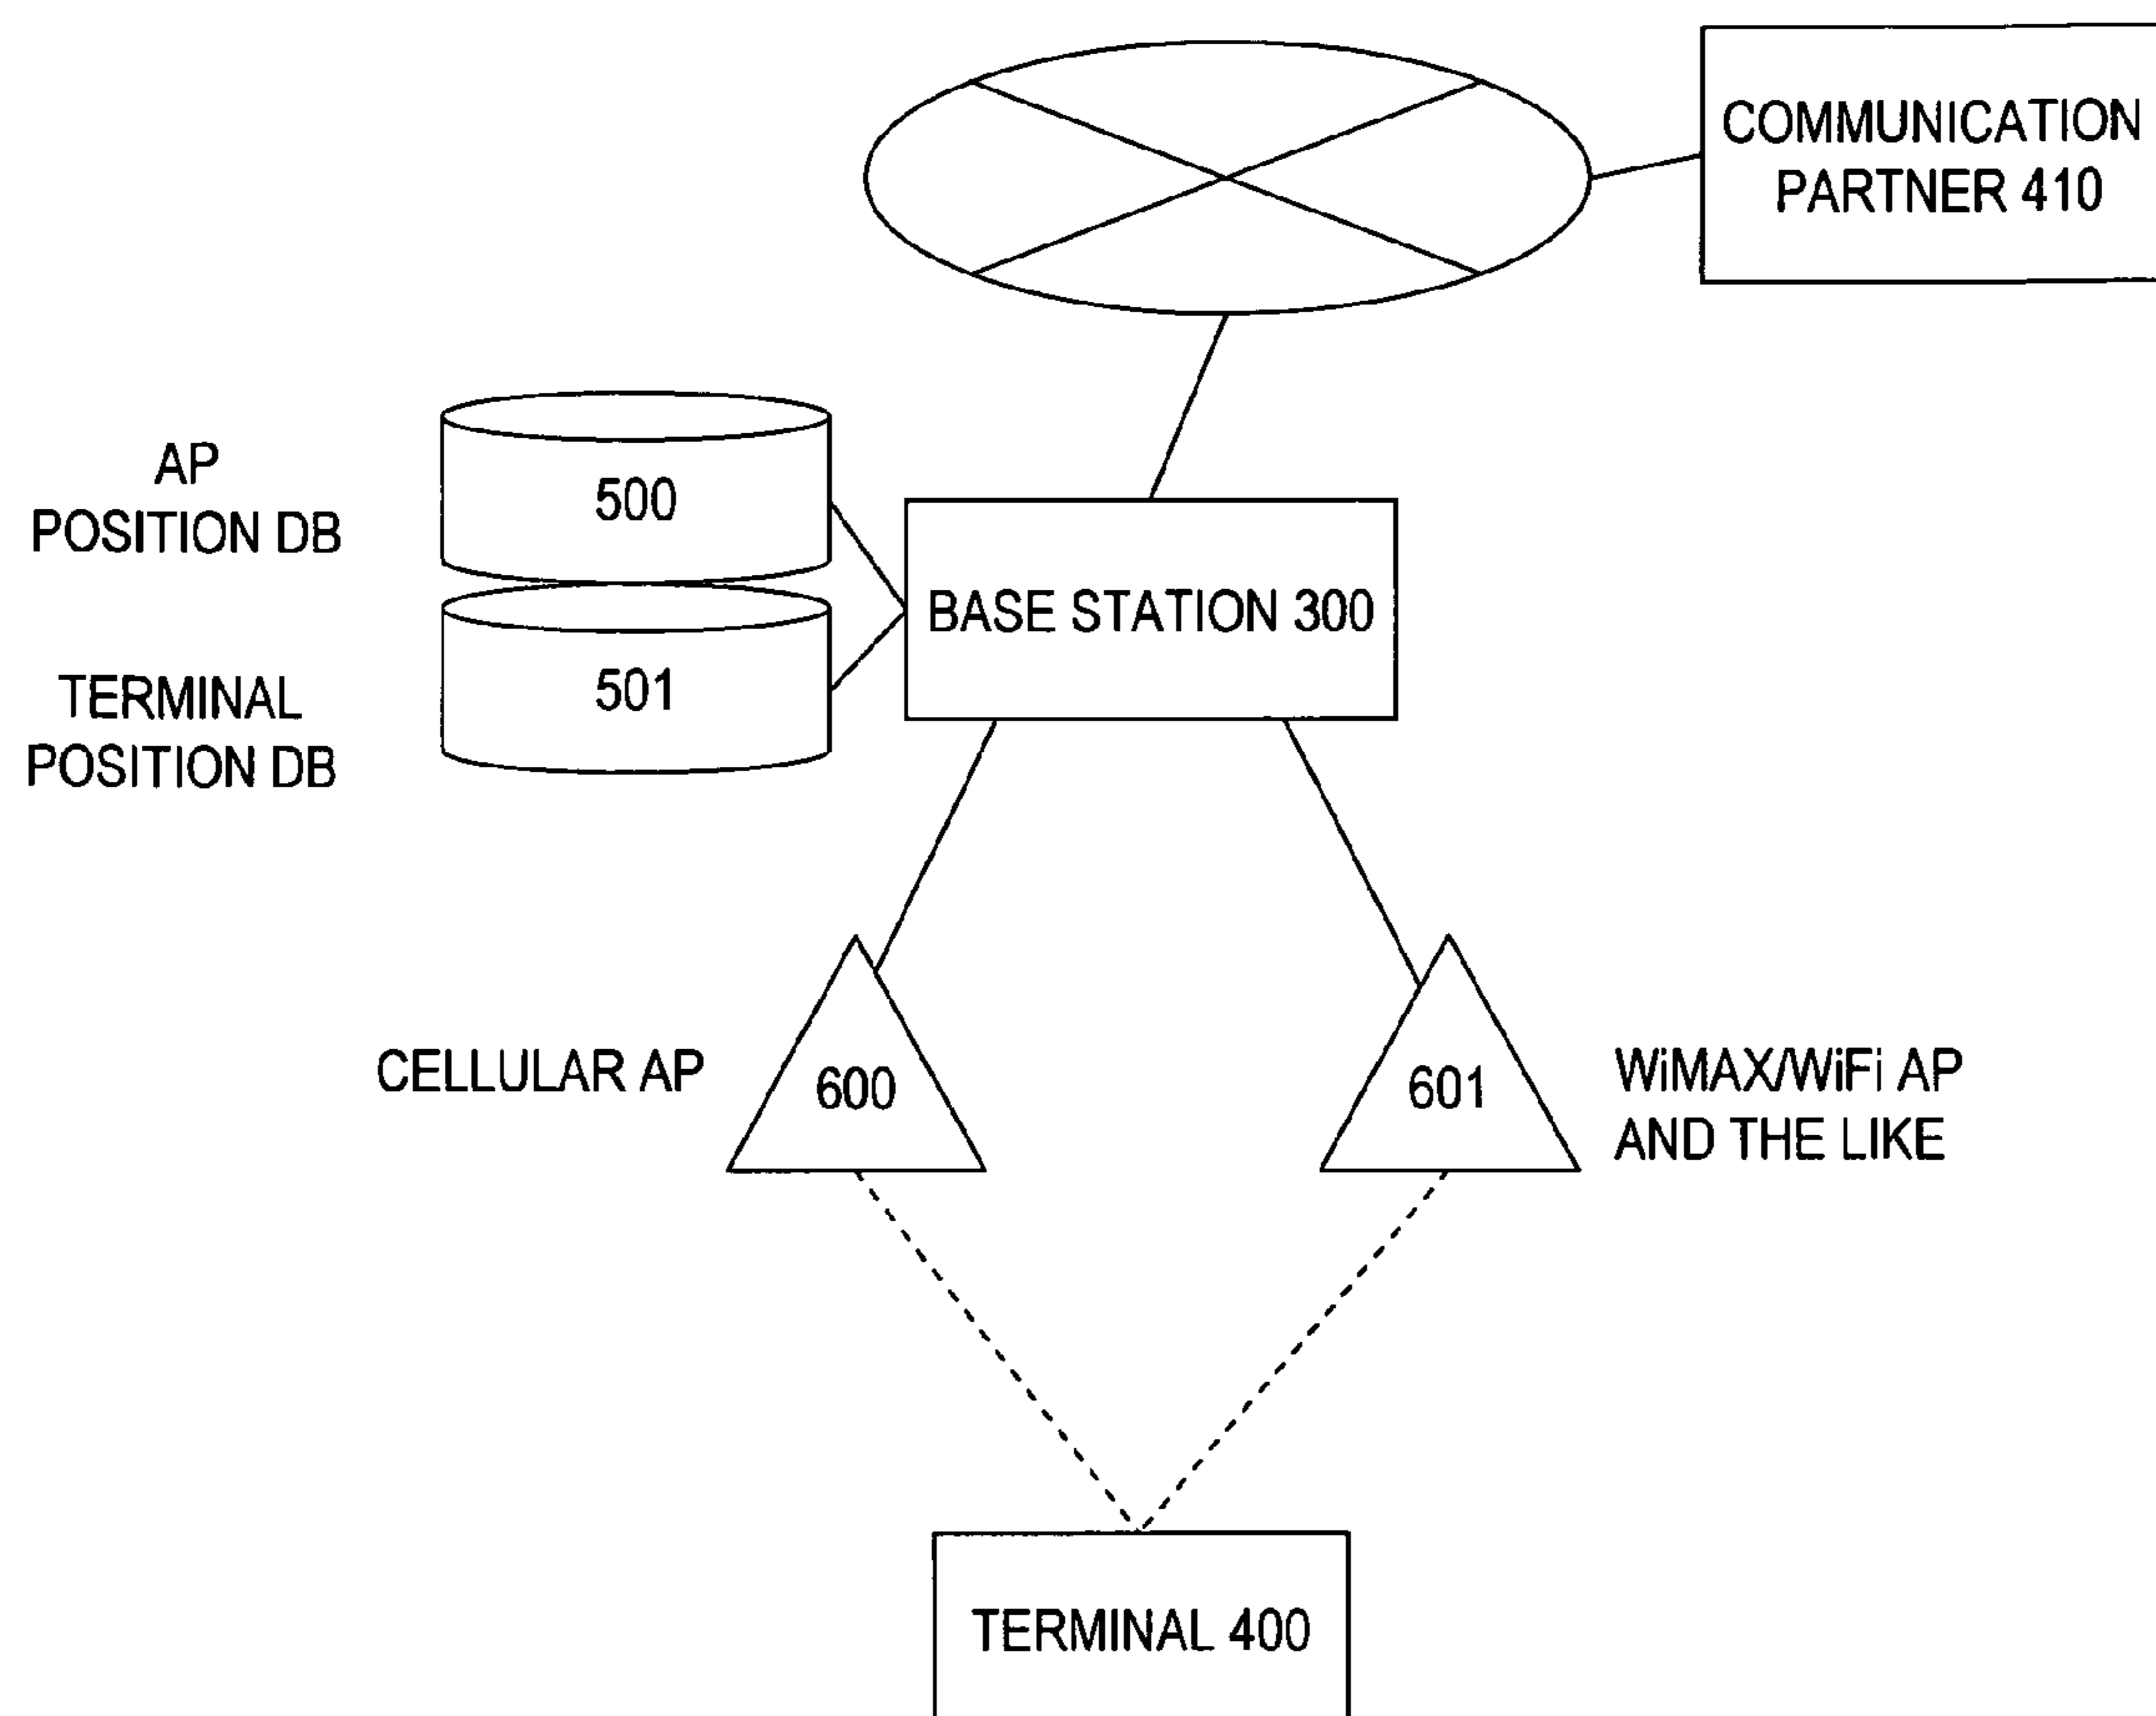 COMMUNICATION
PARTNER 410
AP
POSITION DB
500
BASE STATION 300
TERMINAL
POSITION DB
501
CELLULAR AP
600
601
WiMAX/WiFi AP
AND THE LIKE
TERMINAL 400